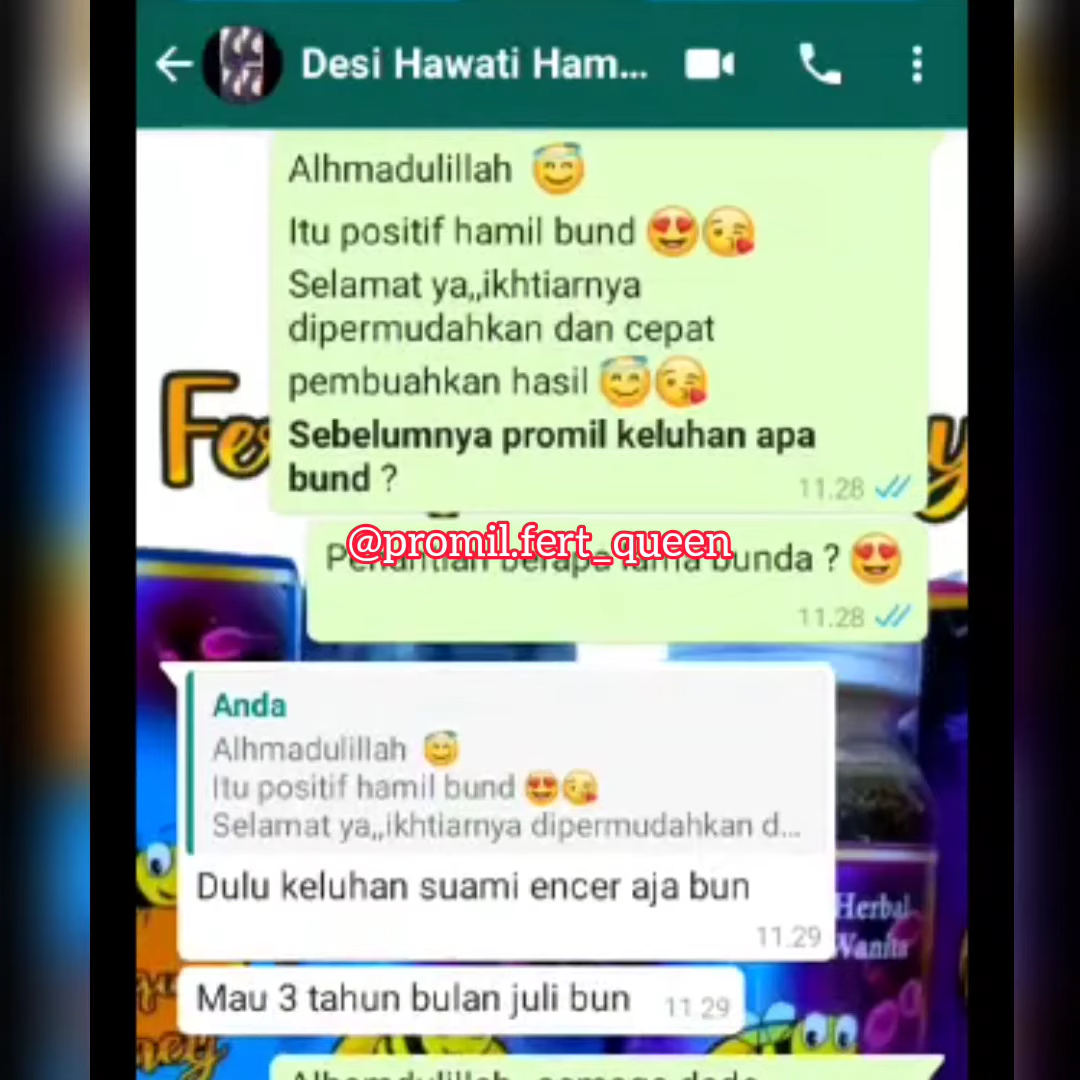 Desi Hawati Ham...
Alhmadulillah 😇
Itu positif hamil bund 😍😘
Selamat ya,,ikhtiarnya
dipermudahkan dan cepat
pembuahkan hasil 😇😘
Sebelumnya promil keluhan apa
bund ?
11.28
@promil.fert_queen
berapa lama bunda ? 😍
11.28
Anda
Alhmadulillah 😇
Itu positif hamil bund 😍😘
Selamat ya,,ikhtiarnya dipermudahkan d...
Dulu keluhan suami encer aja bun
11.29
Herbal
Wanita
Mau 3 tahun bulan juli bun
11.29